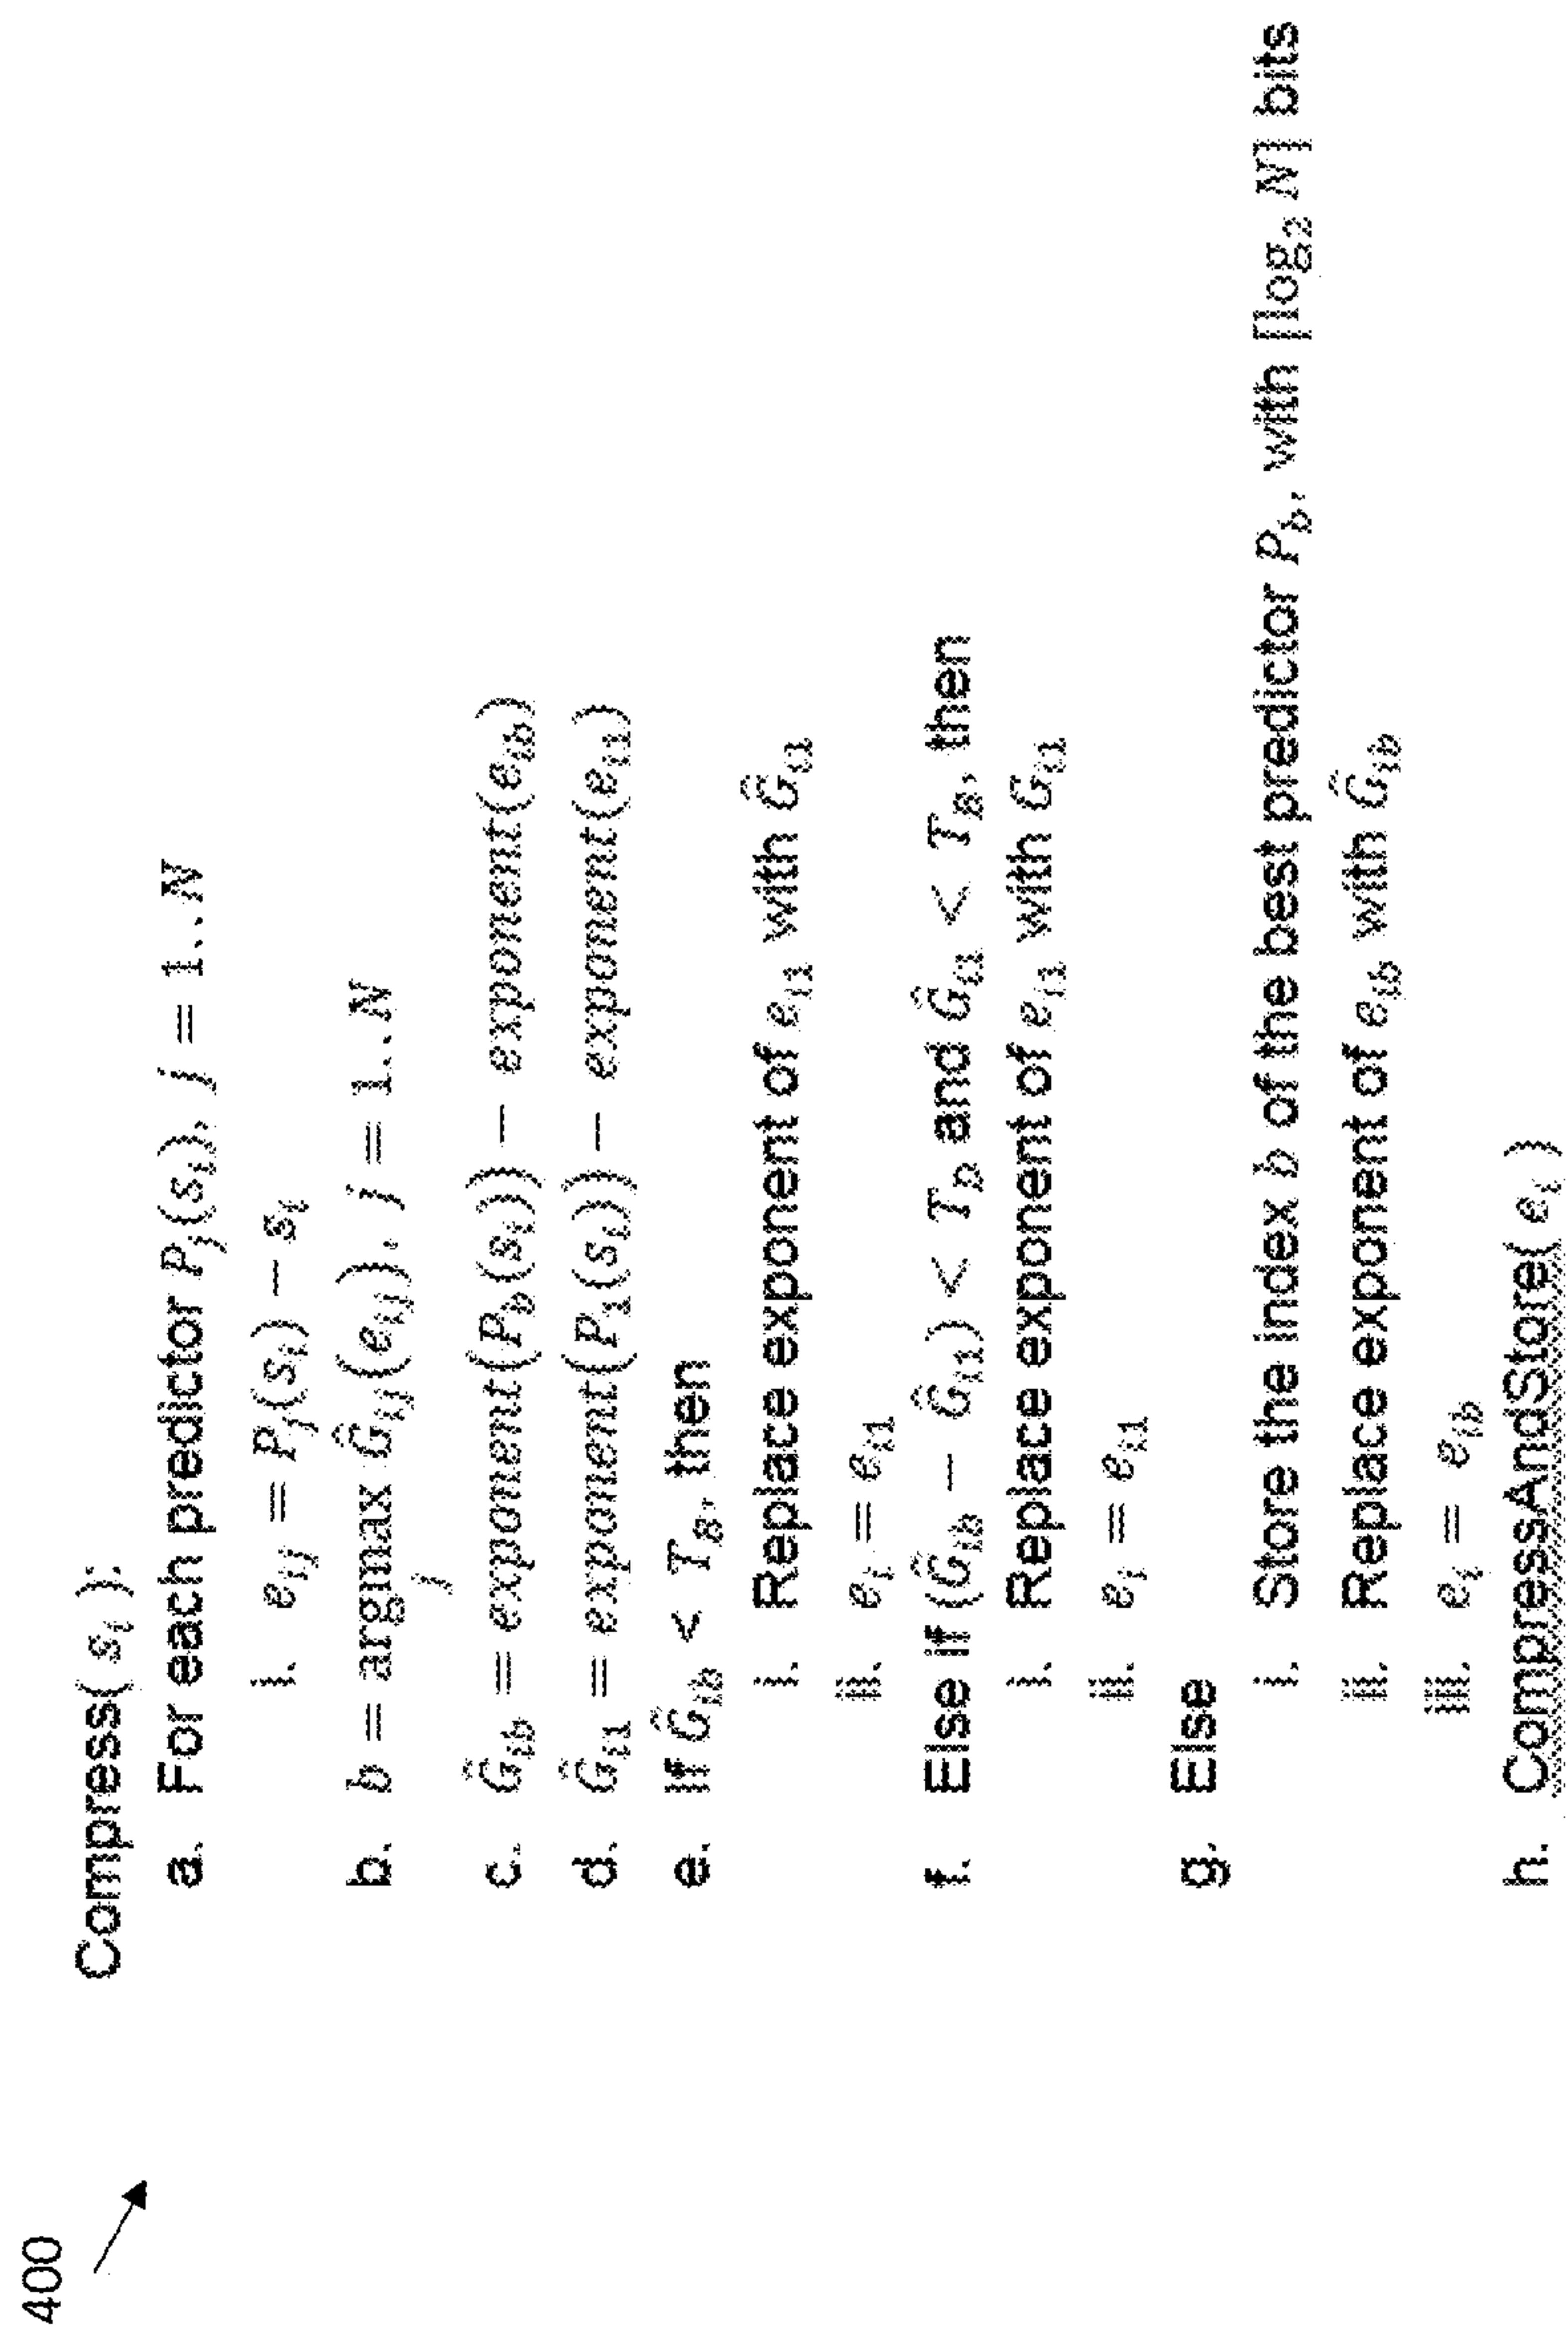 400
Compress( s_i ):
a. For each predictor P_j(s_i), j = 1..N
i. e_ij = P_j(s_i) − s_i
b. b = argmax_j Ĝ_ij(e_ij), j = 1..N
c. Ĝ_ib = exponent(P_b(s_i)) − exponent(e_ib)
d. Ĝ_i1 = exponent(P_1(s_i)) − exponent(e_i1)
e. If Ĝ_ib < T_B, then
i. Replace exponent of e_i1 with Ĝ_i1
ii. e_i = e_i1
f. Else if (Ĝ_ib − Ĝ_i1) < T_D and Ĝ_i1 < T_B, then
i. Replace exponent of e_i1 with Ĝ_i1
ii. e_i = e_i1
g. Else
i. Store the index b of the best predictor P_b, with ⌈log₂ N⌉ bits
ii. Replace exponent of e_ib with Ĝ_ib
iii. e_i = e_ib
h. CompressAndStore( e_i )